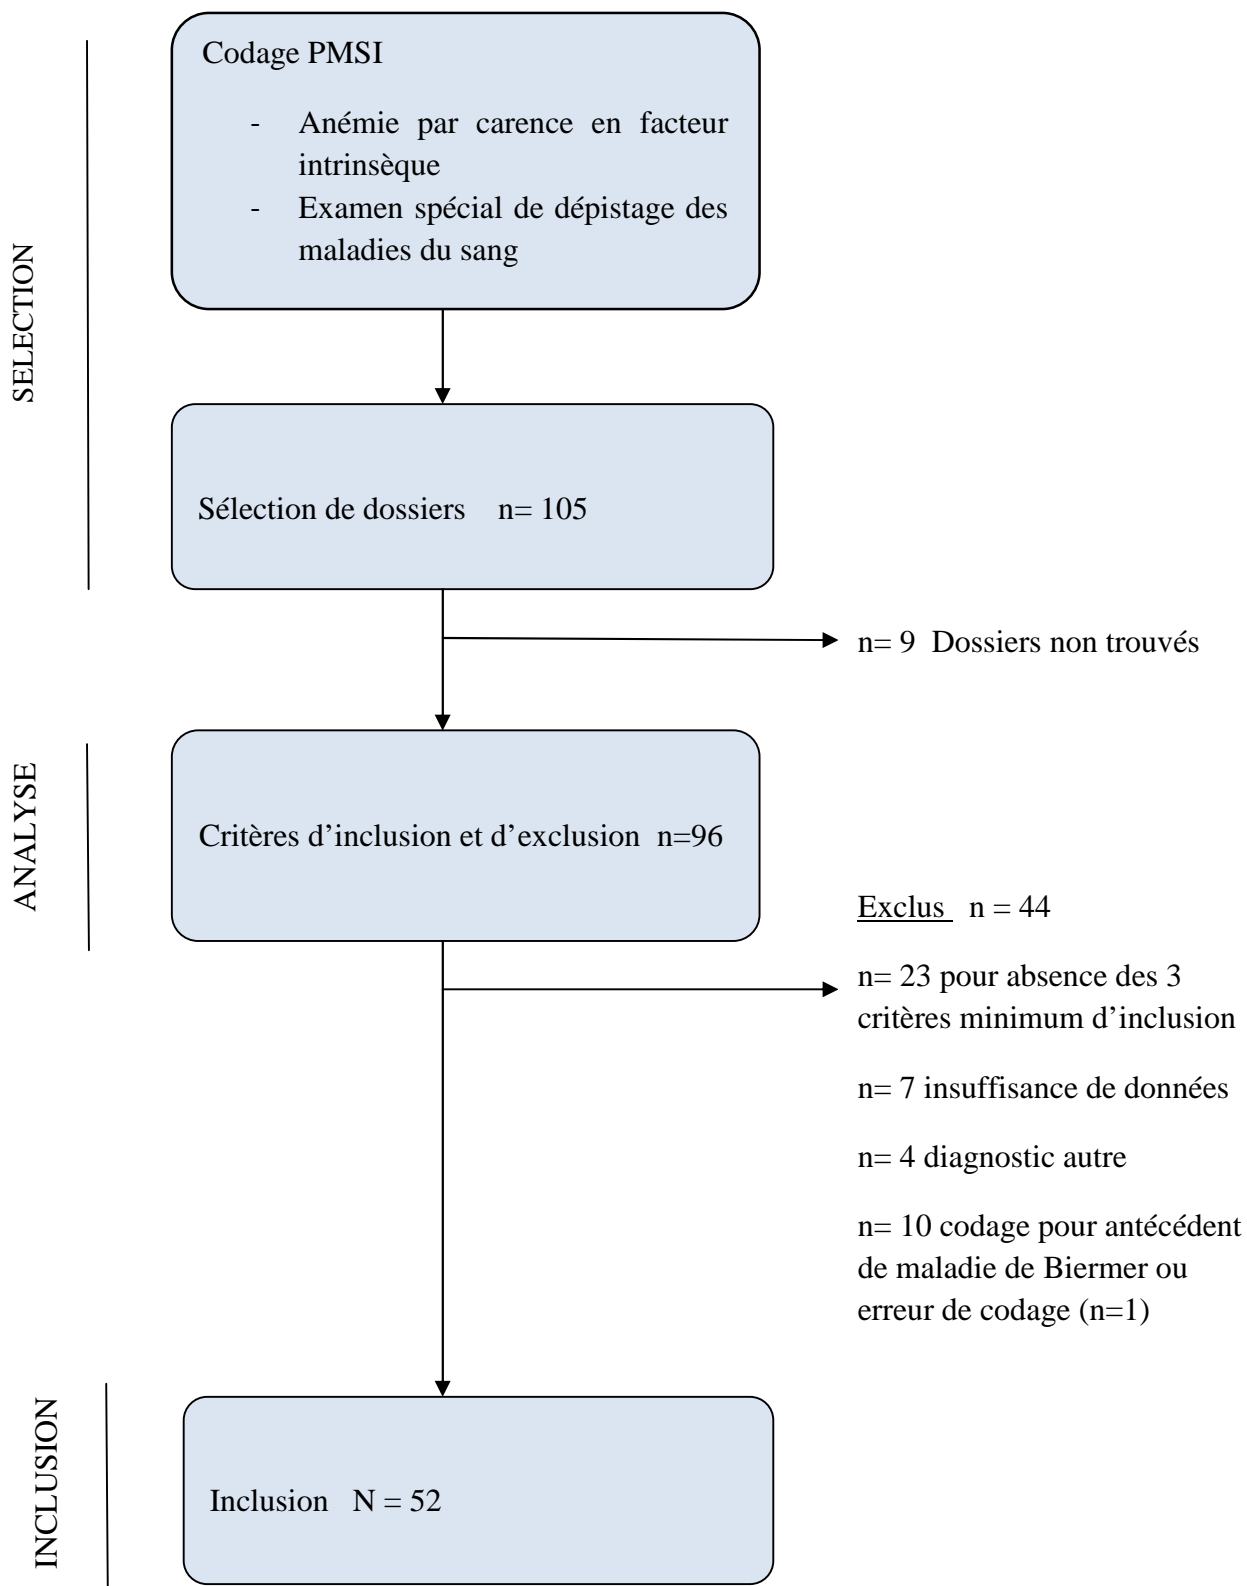 SELECTION
Codage PMSI
- Anémie par carence en facteur
intrinsèque
- Examen spécial de dépistage des
maladies du sang
Sélection de dossiers n= 105
n= 9 Dossiers non trouvés
ANALYSE
Critères d’inclusion et d’exclusion n=96
Exclus n = 44
n= 23 pour absence des 3
critères minimum d’inclusion
n= 7 insuffisance de données
n= 4 diagnostic autre
n= 10 codage pour antécédent
de maladie de Biermer ou
erreur de codage (n=1)
INCLUSION
Inclusion N = 52